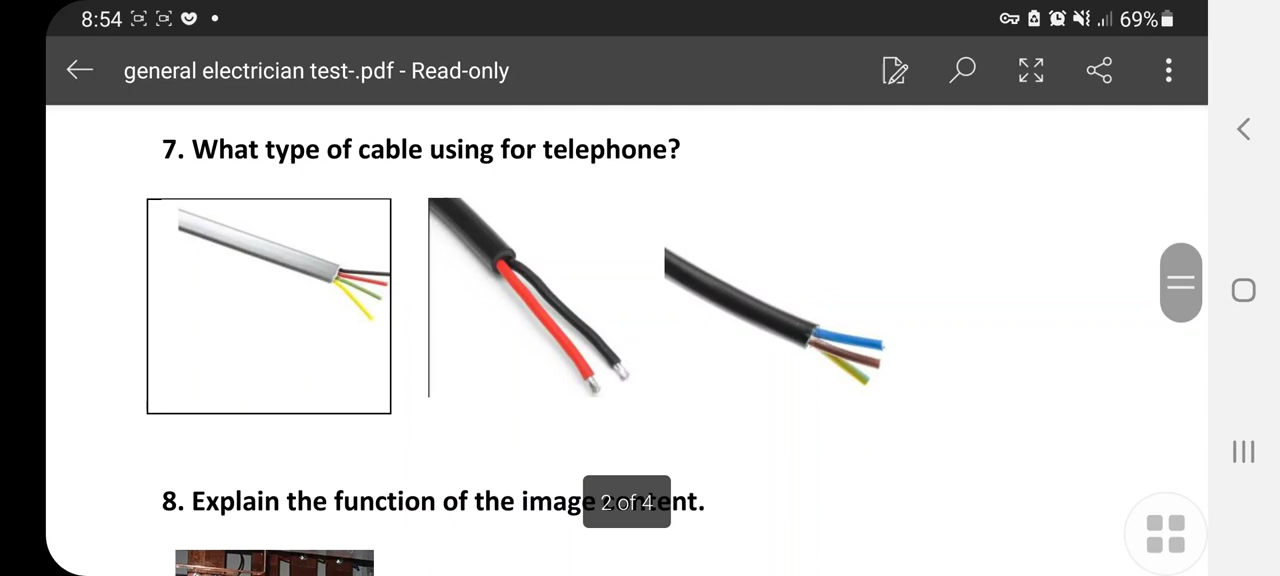 8:54 69%
general electrician test-.pdf - Read-only
7. What type of cable using for telephone?
8. Explain the function of the image content.
2 of 4